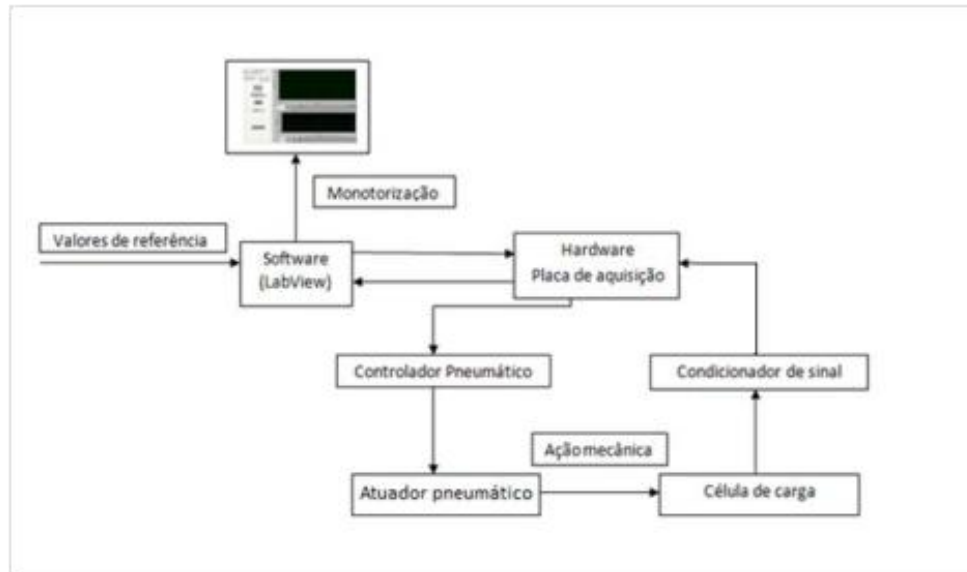 Monotorização
Valores de referência
Software
(LabView)
Hardware
Placa de aquisição
Controlador Pneumático
Condicionador de sinal
Ação mecânica
Atuador pneumático
Célula de carga